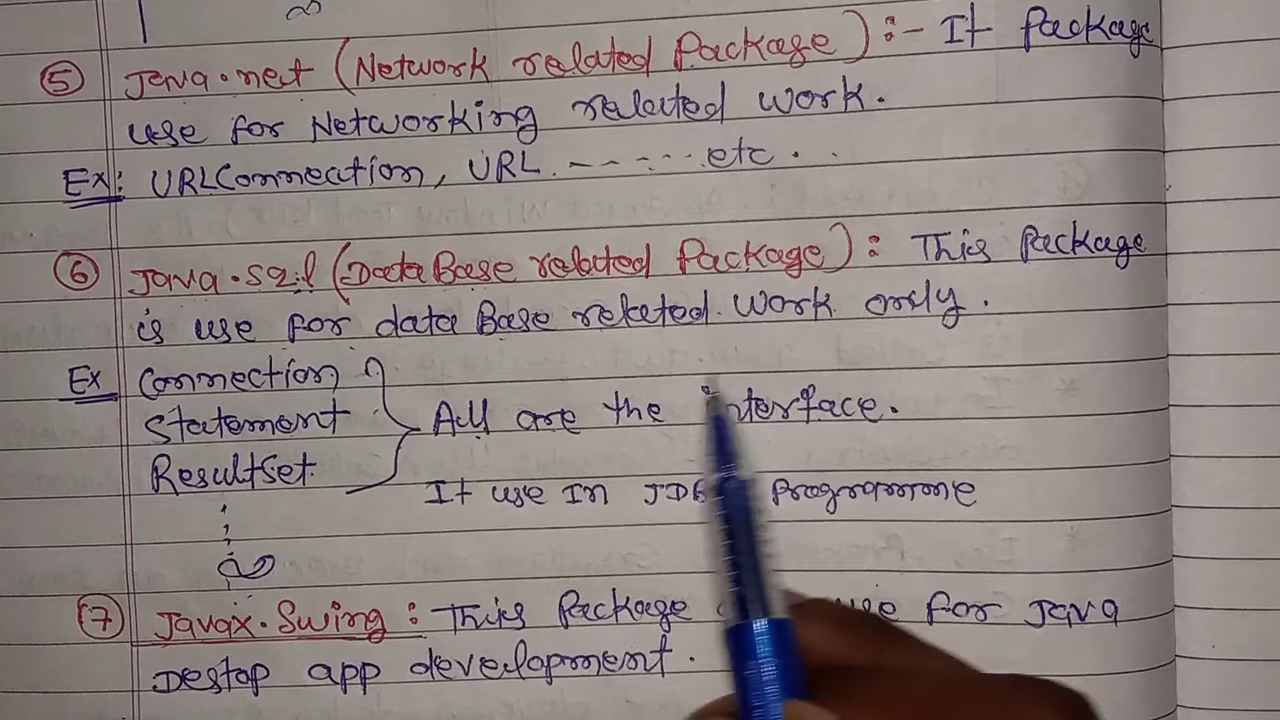 ⑤ Java.net (Network related Package) :- It Package
use for Networking related work.
Ex: URLConnection, URL ------ etc.
⑥ Java.sql (DataBase related Package) : This Package
is use for data Base related work only.
Ex Connection
Statement All are the interface.
ResultSet It use In Programme
⑦ Javax.Swing : This Package use for Java
Destop app development.